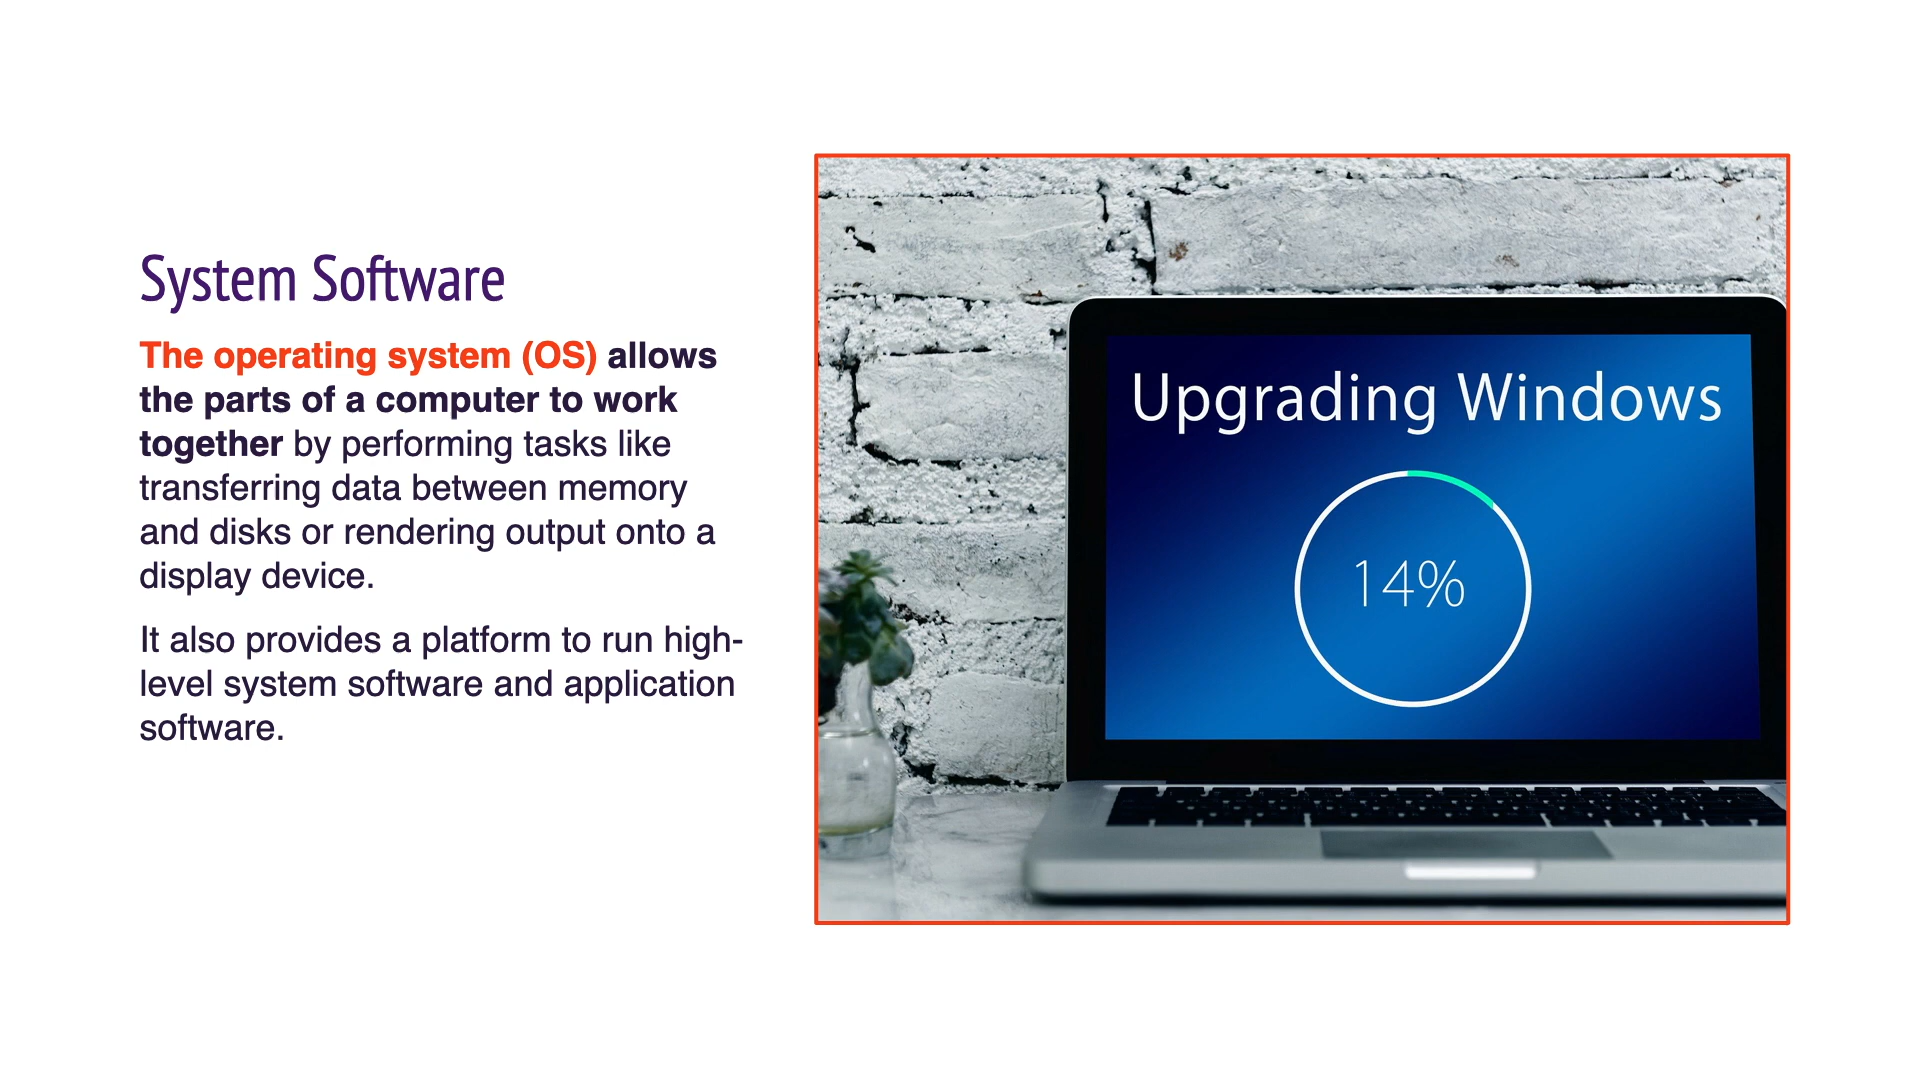 System Software
The operating system (OS) allows
the parts of a computer to work
together by performing tasks like
transferring data between memory
and disks or rendering output onto a
display device.
It also provides a platform to run high-
level system software and application
software.
Upgrading Windows
14%